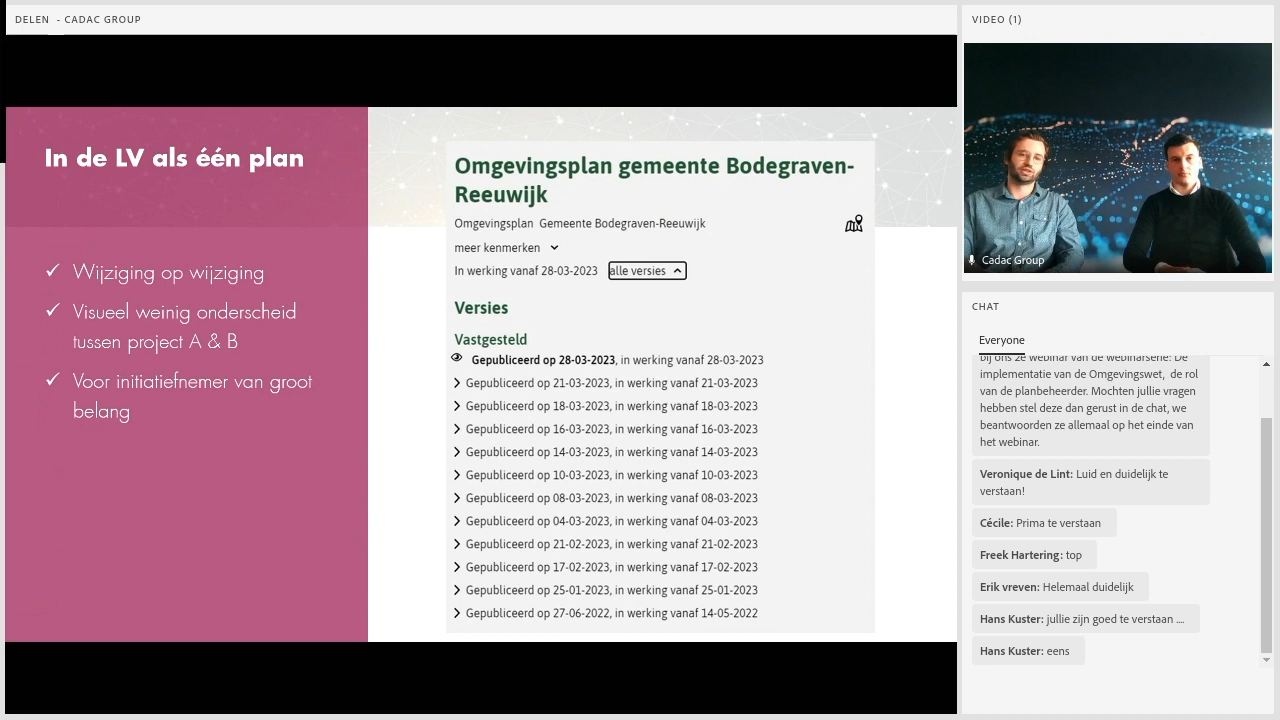 DELEN - CADAC GROUP
In de LV als één plan
✓ Wijziging op wijziging
✓ Visueel weinig onderscheid
tussen project A & B
✓ Voor initiatiefnemer van groot
belang
Omgevingsplan gemeente Bodegraven-
Reeuwijk
Omgevingsplan Gemeente Bodegraven-Reeuwijk
meer kenmerken
In werking vanaf 28-03-2023 alle versies
Versies
Vastgesteld
Gepubliceerd op 28-03-2023, in werking vanaf 28-03-2023
Gepubliceerd op 21-03-2023, in werking vanaf 21-03-2023
Gepubliceerd op 18-03-2023, in werking vanaf 18-03-2023
Gepubliceerd op 16-03-2023, in werking vanaf 16-03-2023
Gepubliceerd op 14-03-2023, in werking vanaf 14-03-2023
Gepubliceerd op 10-03-2023, in werking vanaf 10-03-2023
Gepubliceerd op 08-03-2023, in werking vanaf 08-03-2023
Gepubliceerd op 04-03-2023, in werking vanaf 04-03-2023
Gepubliceerd op 21-02-2023, in werking vanaf 21-02-2023
Gepubliceerd op 17-02-2023, in werking vanaf 17-02-2023
Gepubliceerd op 25-01-2023, in werking vanaf 25-01-2023
Gepubliceerd op 27-06-2022, in werking vanaf 14-05-2022
VIDEO (1)
Cadac Group
CHAT
Everyone
bij ons 2e webinar van de webinarserie: De
implementatie van de Omgevingswet, de rol
van de planbeheerder. Mochten jullie vragen
hebben stel deze dan gerust in de chat, we
beantwoorden ze allemaal op het einde van
het webinar.
Veronique de Lint: Luid en duidelijk te
verstaan!
Cécile: Prima te verstaan
Freek Hartering: top
Erik vreven: Helemaal duidelijk
Hans Kuster: jullie zijn goed te verstaan ....
Hans Kuster: eens